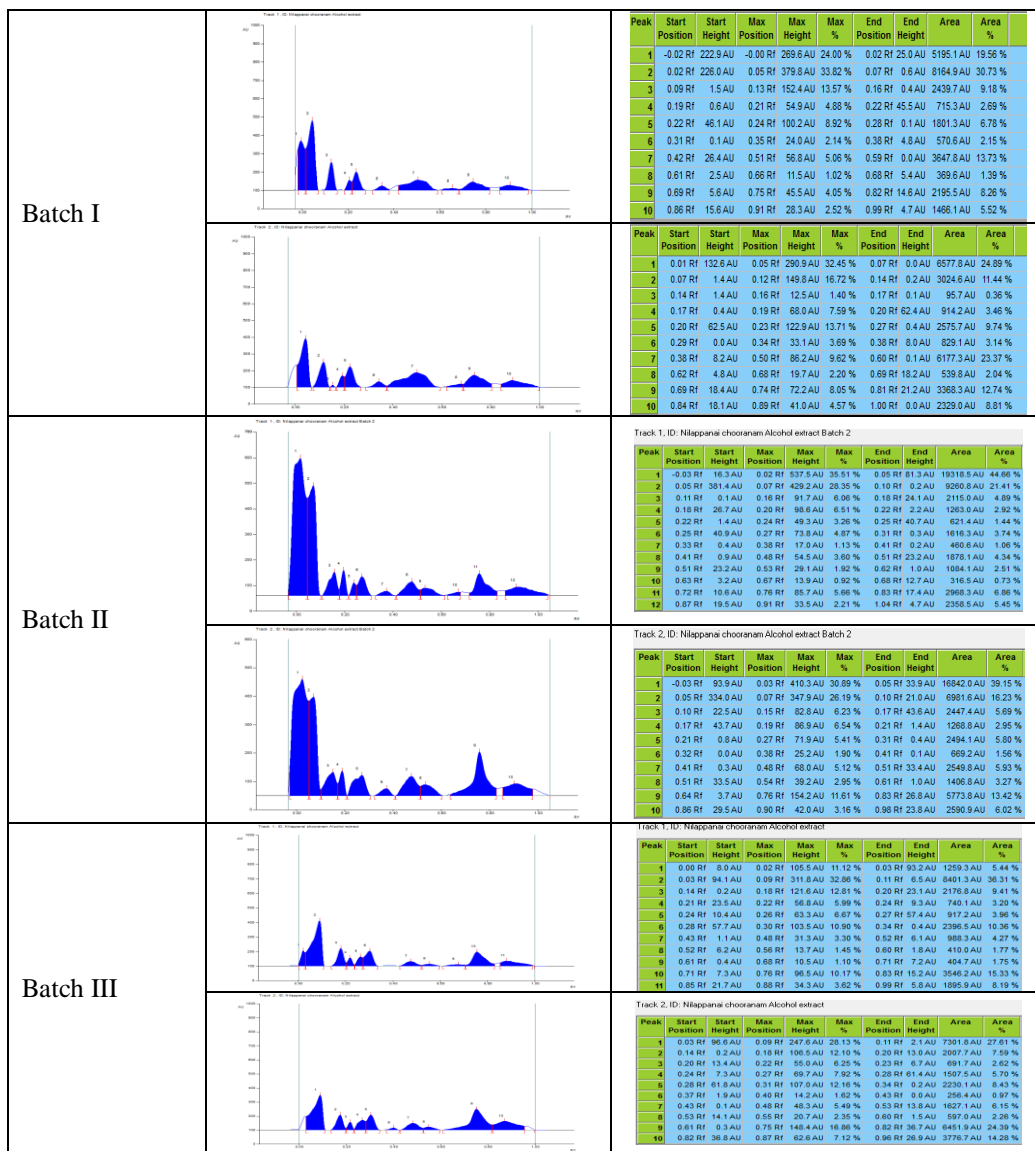 Batch I
Track 1, ID: Nilappanai chooranam Alcohol extract
Peak Start Position Start Height Max Position Max Height Max % End Position End Height Area Area %
1 -0.02 Rf 222.9 AU -0.00 Rf 269.6 AU 24.00 % 0.02 Rf 25.0 AU 5195.1 AU 19.56 %
2 0.02 Rf 226.0 AU 0.05 Rf 379.8 AU 33.82 % 0.07 Rf 0.6 AU 8164.9 AU 30.73 %
3 0.09 Rf 1.5 AU 0.13 Rf 152.4 AU 13.57 % 0.16 Rf 0.4 AU 2439.7 AU 9.18 %
4 0.19 Rf 0.6 AU 0.21 Rf 54.9 AU 4.88 % 0.22 Rf 45.5 AU 715.3 AU 2.69 %
5 0.22 Rf 46.1 AU 0.24 Rf 100.2 AU 8.92 % 0.28 Rf 0.1 AU 1801.3 AU 6.78 %
6 0.31 Rf 0.1 AU 0.35 Rf 24.0 AU 2.14 % 0.38 Rf 4.8 AU 570.6 AU 2.15 %
7 0.42 Rf 26.4 AU 0.51 Rf 56.8 AU 5.06 % 0.59 Rf 0.0 AU 3647.8 AU 13.73 %
8 0.61 Rf 2.5 AU 0.66 Rf 11.5 AU 1.02 % 0.68 Rf 5.4 AU 369.6 AU 1.39 %
9 0.69 Rf 5.6 AU 0.75 Rf 45.5 AU 4.05 % 0.82 Rf 14.6 AU 2195.5 AU 8.26 %
10 0.86 Rf 15.6 AU 0.91 Rf 28.3 AU 2.52 % 0.99 Rf 4.7 AU 1466.1 AU 5.52 %
Track 2, ID: Nilappanai chooranam Alcohol extract
Peak Start Position Start Height Max Position Max Height Max % End Position End Height Area Area %
1 0.01 Rf 132.6 AU 0.05 Rf 290.9 AU 32.45 % 0.07 Rf 0.0 AU 6577.8 AU 24.89 %
2 0.07 Rf 1.4 AU 0.12 Rf 149.8 AU 16.72 % 0.14 Rf 0.2 AU 3024.6 AU 11.44 %
3 0.14 Rf 1.4 AU 0.16 Rf 12.5 AU 1.40 % 0.17 Rf 0.1 AU 95.7 AU 0.36 %
4 0.17 Rf 0.4 AU 0.19 Rf 68.0 AU 7.59 % 0.20 Rf 62.4 AU 914.2 AU 3.46 %
5 0.20 Rf 62.5 AU 0.23 Rf 122.9 AU 13.71 % 0.27 Rf 0.4 AU 2575.7 AU 9.74 %
6 0.29 Rf 0.0 AU 0.34 Rf 33.1 AU 3.69 % 0.38 Rf 8.0 AU 829.1 AU 3.14 %
7 0.38 Rf 8.2 AU 0.50 Rf 86.2 AU 9.62 % 0.60 Rf 0.1 AU 6177.3 AU 23.37 %
8 0.62 Rf 4.8 AU 0.68 Rf 19.7 AU 2.20 % 0.69 Rf 18.2 AU 539.8 AU 2.04 %
9 0.69 Rf 18.4 AU 0.74 Rf 72.2 AU 8.05 % 0.81 Rf 21.2 AU 3368.3 AU 12.74 %
10 0.84 Rf 18.1 AU 0.89 Rf 41.0 AU 4.57 % 1.00 Rf 0.0 AU 2329.0 AU 8.81 %
Batch II
Track 1, ID: Nilappanai chooranam Alcohol extract Batch 2
Track 1, ID: Nilappanai chooranam Alcohol extract Batch 2
Peak Start Position Start Height Max Position Max Height Max % End Position End Height Area Area %
1 -0.03 Rf 16.3 AU 0.02 Rf 537.5 AU 35.51 % 0.05 Rf 81.3 AU 19318.5 AU 44.66 %
2 0.05 Rf 381.4 AU 0.07 Rf 429.2 AU 28.35 % 0.10 Rf 0.2 AU 9260.8 AU 21.41 %
3 0.11 Rf 0.1 AU 0.16 Rf 91.7 AU 6.06 % 0.18 Rf 24.1 AU 2115.0 AU 4.89 %
4 0.18 Rf 26.7 AU 0.20 Rf 98.6 AU 6.51 % 0.22 Rf 2.2 AU 1263.0 AU 2.92 %
5 0.22 Rf 1.4 AU 0.24 Rf 49.3 AU 3.26 % 0.25 Rf 40.7 AU 621.4 AU 1.44 %
6 0.25 Rf 40.9 AU 0.27 Rf 73.8 AU 4.87 % 0.31 Rf 0.3 AU 1616.3 AU 3.74 %
7 0.33 Rf 0.4 AU 0.38 Rf 17.0 AU 1.13 % 0.41 Rf 0.2 AU 460.6 AU 1.06 %
8 0.41 Rf 0.9 AU 0.48 Rf 54.5 AU 3.60 % 0.51 Rf 23.2 AU 1878.1 AU 4.34 %
9 0.51 Rf 23.2 AU 0.53 Rf 29.1 AU 1.92 % 0.62 Rf 1.0 AU 1084.1 AU 2.51 %
10 0.63 Rf 3.2 AU 0.67 Rf 13.9 AU 0.92 % 0.68 Rf 12.7 AU 316.5 AU 0.73 %
11 0.72 Rf 10.6 AU 0.76 Rf 85.7 AU 5.66 % 0.83 Rf 17.4 AU 2968.3 AU 6.86 %
12 0.87 Rf 19.5 AU 0.91 Rf 33.5 AU 2.21 % 1.04 Rf 4.7 AU 2358.5 AU 5.45 %
Track 2, ID: Nilappanai chooranam Alcohol extract Batch 2
Track 2, ID: Nilappanai chooranam Alcohol extract Batch 2
Peak Start Position Start Height Max Position Max Height Max % End Position End Height Area Area %
1 -0.03 Rf 93.9 AU 0.03 Rf 410.3 AU 30.89 % 0.05 Rf 33.9 AU 16842.0 AU 39.15 %
2 0.05 Rf 334.0 AU 0.07 Rf 347.9 AU 26.19 % 0.10 Rf 21.0 AU 6981.6 AU 16.23 %
3 0.10 Rf 22.5 AU 0.15 Rf 82.8 AU 6.23 % 0.17 Rf 43.6 AU 2447.4 AU 5.69 %
4 0.17 Rf 43.7 AU 0.19 Rf 86.9 AU 6.54 % 0.21 Rf 1.4 AU 1268.8 AU 2.95 %
5 0.21 Rf 0.8 AU 0.27 Rf 71.9 AU 5.41 % 0.31 Rf 0.4 AU 2494.1 AU 5.80 %
6 0.32 Rf 0.0 AU 0.38 Rf 25.2 AU 1.90 % 0.41 Rf 0.1 AU 669.2 AU 1.56 %
7 0.41 Rf 0.3 AU 0.48 Rf 68.0 AU 5.12 % 0.51 Rf 33.4 AU 2549.8 AU 5.93 %
8 0.51 Rf 33.5 AU 0.54 Rf 39.2 AU 2.95 % 0.61 Rf 1.0 AU 1406.8 AU 3.27 %
9 0.64 Rf 3.7 AU 0.76 Rf 154.2 AU 11.61 % 0.83 Rf 26.8 AU 5773.8 AU 13.42 %
10 0.86 Rf 29.5 AU 0.90 Rf 42.0 AU 3.16 % 0.98 Rf 23.8 AU 2590.9 AU 6.02 %
Batch III
Track 1, ID: Nilappanai chooranam Alcohol extract
Track 1, ID: Nilappanai chooranam Alcohol extract
Peak Start Position Start Height Max Position Max Height Max % End Position End Height Area Area %
1 0.00 Rf 8.0 AU 0.02 Rf 105.5 AU 11.12 % 0.03 Rf 93.2 AU 1259.3 AU 5.44 %
2 0.03 Rf 94.1 AU 0.09 Rf 311.8 AU 32.86 % 0.11 Rf 6.5 AU 8401.3 AU 36.31 %
3 0.14 Rf 0.2 AU 0.18 Rf 121.6 AU 12.81 % 0.20 Rf 23.1 AU 2176.8 AU 9.41 %
4 0.21 Rf 23.5 AU 0.22 Rf 56.8 AU 5.99 % 0.24 Rf 9.3 AU 740.1 AU 3.20 %
5 0.24 Rf 10.4 AU 0.26 Rf 63.3 AU 6.67 % 0.27 Rf 57.4 AU 917.2 AU 3.96 %
6 0.28 Rf 57.7 AU 0.30 Rf 103.5 AU 10.90 % 0.34 Rf 0.4 AU 2396.5 AU 10.36 %
7 0.43 Rf 1.1 AU 0.48 Rf 31.3 AU 3.30 % 0.52 Rf 6.1 AU 988.3 AU 4.27 %
8 0.52 Rf 6.2 AU 0.56 Rf 13.7 AU 1.45 % 0.60 Rf 1.8 AU 410.0 AU 1.77 %
9 0.61 Rf 0.4 AU 0.68 Rf 10.5 AU 1.10 % 0.71 Rf 7.2 AU 404.7 AU 1.75 %
10 0.71 Rf 7.3 AU 0.76 Rf 96.5 AU 10.17 % 0.83 Rf 15.2 AU 3546.2 AU 15.33 %
11 0.85 Rf 21.7 AU 0.88 Rf 34.3 AU 3.62 % 0.99 Rf 5.8 AU 1895.9 AU 8.19 %
Track 2, ID: Nilappanai chooranam Alcohol extract
Track 2, ID: Nilappanai chooranam Alcohol extract
Peak Start Position Start Height Max Position Max Height Max % End Position End Height Area Area %
1 0.03 Rf 96.6 AU 0.09 Rf 247.6 AU 28.13 % 0.11 Rf 2.1 AU 7301.8 AU 27.61 %
2 0.14 Rf 0.2 AU 0.18 Rf 106.5 AU 12.10 % 0.20 Rf 13.0 AU 2007.7 AU 7.59 %
3 0.20 Rf 13.4 AU 0.22 Rf 55.0 AU 6.25 % 0.23 Rf 6.7 AU 691.7 AU 2.62 %
4 0.24 Rf 7.3 AU 0.27 Rf 69.7 AU 7.92 % 0.28 Rf 61.4 AU 1507.5 AU 5.70 %
5 0.28 Rf 61.8 AU 0.31 Rf 107.0 AU 12.16 % 0.34 Rf 0.2 AU 2230.1 AU 8.43 %
6 0.37 Rf 1.9 AU 0.40 Rf 14.2 AU 1.62 % 0.43 Rf 0.0 AU 256.4 AU 0.97 %
7 0.43 Rf 0.1 AU 0.48 Rf 48.3 AU 5.49 % 0.53 Rf 13.8 AU 1627.1 AU 6.15 %
8 0.53 Rf 14.1 AU 0.55 Rf 20.7 AU 2.35 % 0.60 Rf 1.5 AU 597.0 AU 2.26 %
9 0.61 Rf 0.3 AU 0.75 Rf 148.4 AU 16.86 % 0.82 Rf 36.7 AU 6451.9 AU 24.39 %
10 0.82 Rf 36.8 AU 0.87 Rf 62.6 AU 7.12 % 0.96 Rf 26.9 AU 3776.7 AU 14.28 %